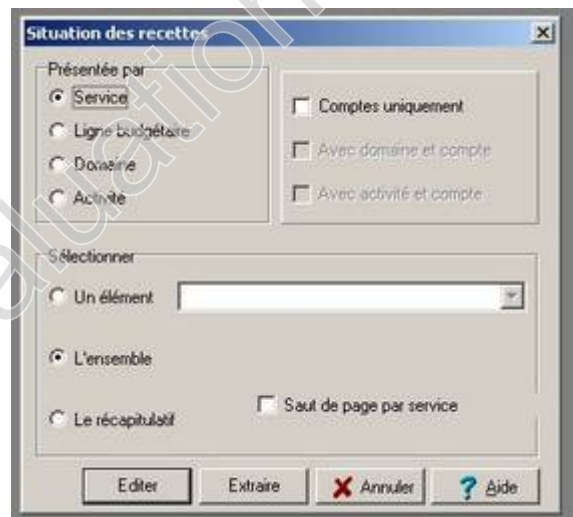 Situation des recettes
Présentée par
Service
Ligne budgétaire
Domaine
Activité
Comptes uniquement
Avec domaine et compte
Avec activité et compte
Sélectionner
Un élément
L'ensemble
Le récapitulatif
Saut de page par service
Editer
Extraire
Annuler
Aide